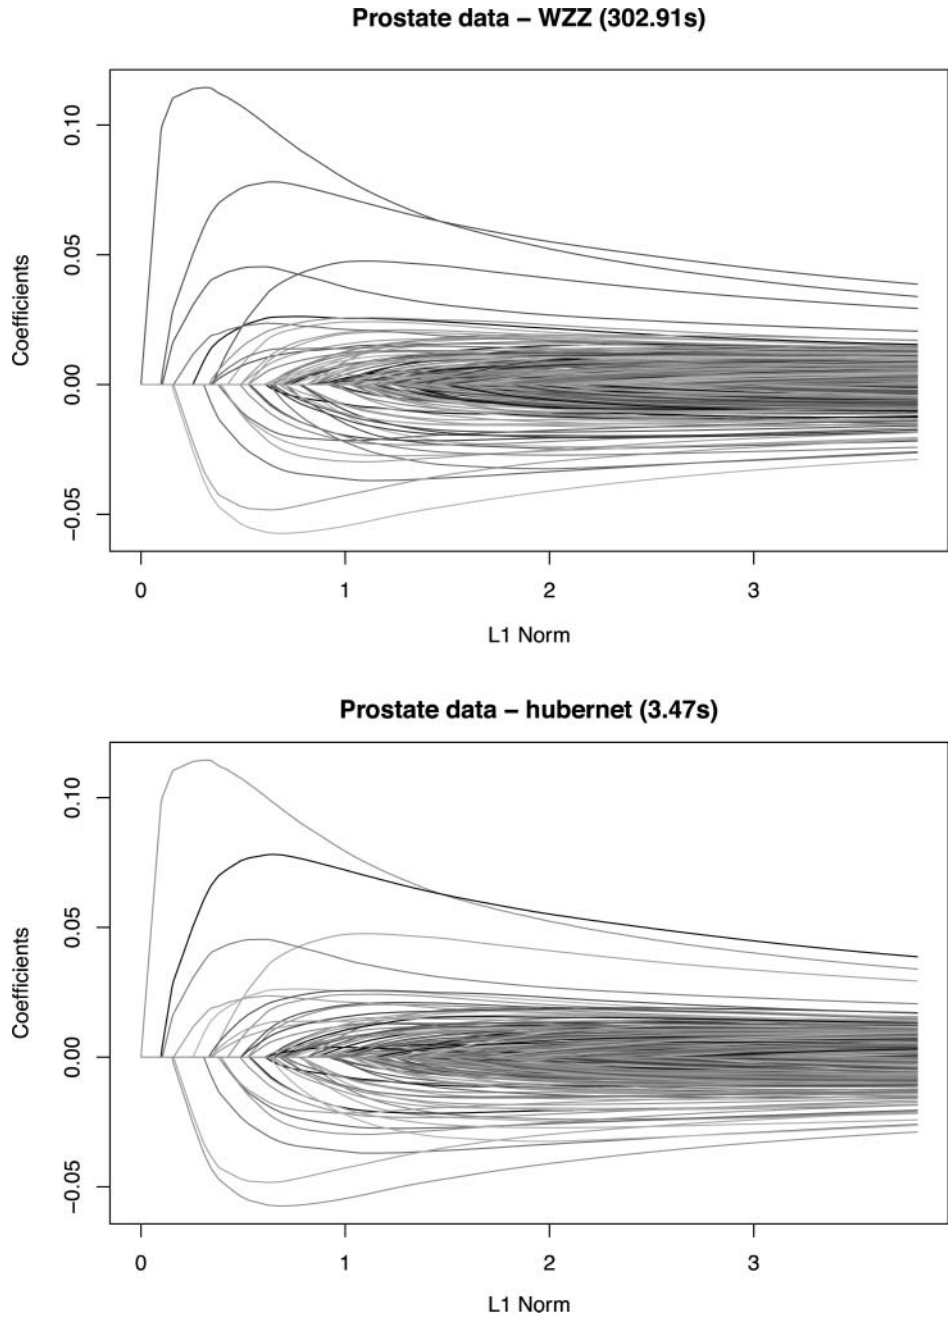 Prostate data – WZZ (302.91s)
0.10
0.05
0.00
−0.05
Coefficients
0 1 2 3
L1 Norm
Prostate data – hubernet (3.47s)
0.10
0.05
0.00
−0.05
Coefficients
0 1 2 3
L1 Norm